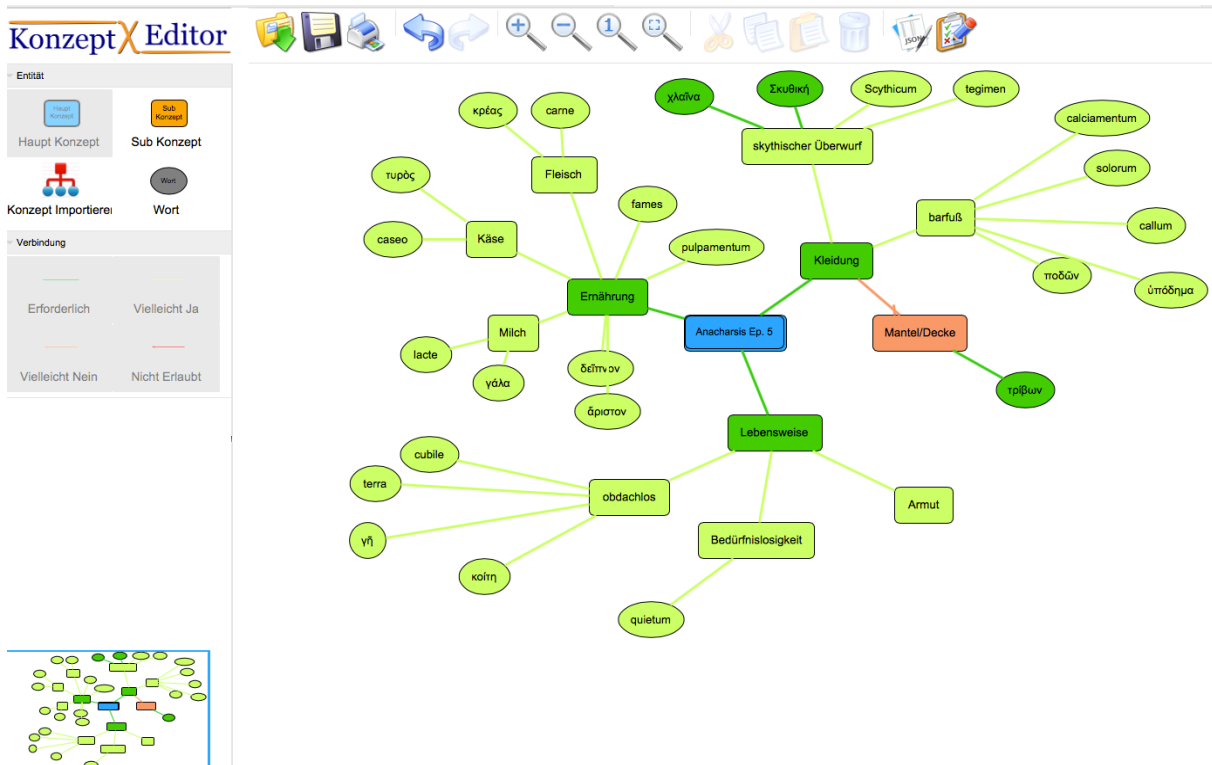 Konzept X Editor
1
JSON
Entität
Haupt Konzept
Haupt Konzept
Sub Konzept
Sub Konzept
Konzept Importierer
Wort
Wort
Verbindung
Erforderlich
Vielleicht Ja
Vielleicht Nein
Nicht Erlaubt
χλαῖνα
Σκυθική
Scythicum
tegimen
skythischer Überwurf
κρέας
carne
Fleisch
calciamentum
solorum
callum
ὑπόδημα
ποδῶν
barfuß
τυρὸς
caseo
Käse
fames
pulpamentum
Kleidung
Ernährung
Anacharsis Ep. 5
Mantel/Decke
τρίβων
Milch
lacte
γάλα
δεῖπνον
ἄριστον
Lebensweise
cubile
terra
γῆ
κοίτη
obdachlos
Bedürfnislosigkeit
quietum
Armut